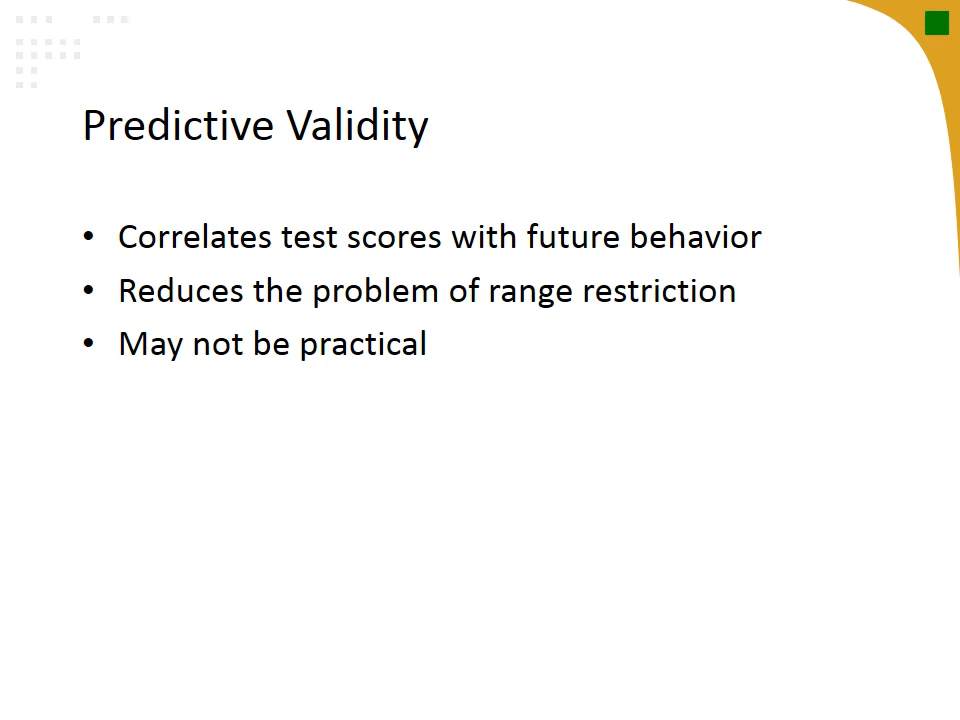 Predictive Validity
• Correlates test scores with future behavior
• Reduces the problem of range restriction
• May not be practical